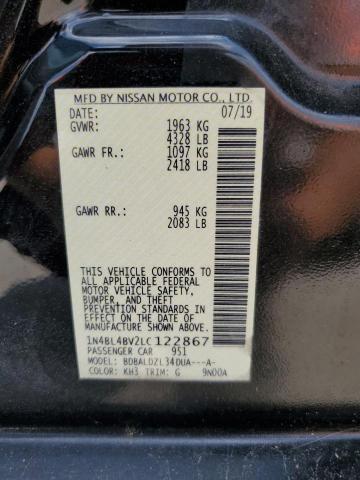 MFD BY NISSAN MOTOR CO., LTD.
DATE: 07/19
GVWR: 1963 KG
4328 LB
GAWR FR: 1097 KG
2418 LB
GAWR RR: 945 KG
2083 LB
THIS VEHICLE CONFORMS TO
ALL APPLICABLE FEDERAL
MOTOR VEHICLE SAFETY,
BUMPER, AND THEFT
PREVENTION STANDARDS
IN EFFECT ON THE DATE OF
MANUFACTURE SHOWN ABOVE.
1N4BL4BV2LC122867
PASSENGER CAR 951
MODEL: BDBALDZL34DUA---A-
COLOR: KH3 TRIM: G 9N00A